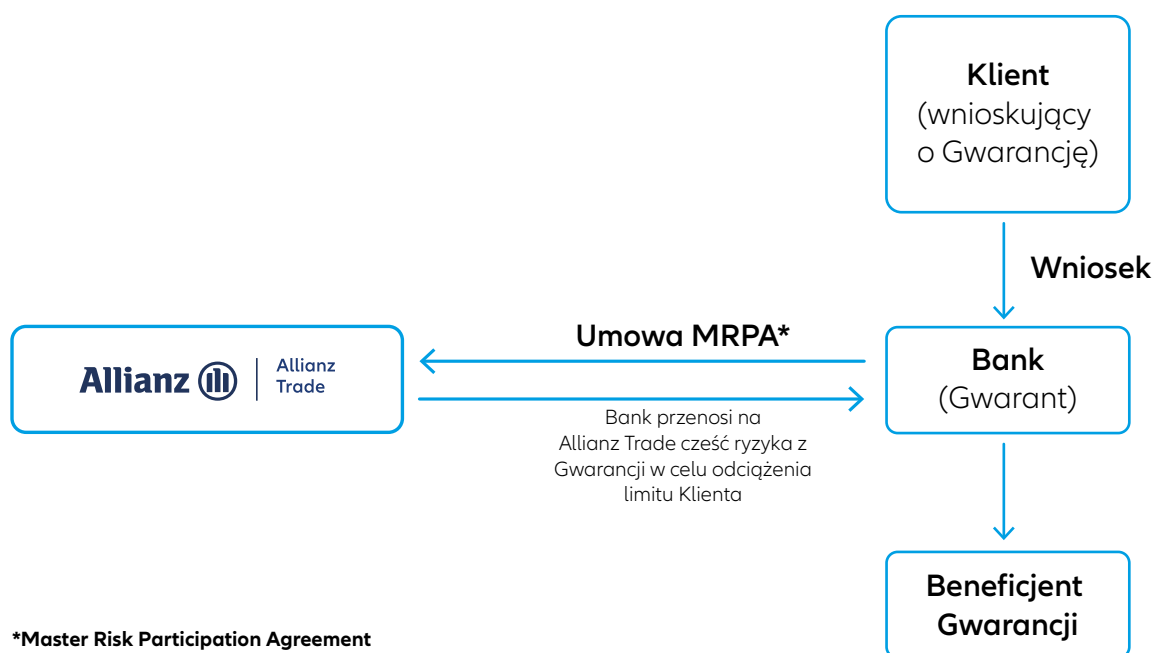 Klient
(wnioskujący
o Gwarancję)
Wniosek
Umowa MRPA*
Allianz
Allianz
Trade
Bank
(Gwarant)
Bank przenosi na
Allianz Trade cześć ryzyka z
Gwarancji w celu odciążenia
limitu Klienta
Beneficjent
Gwarancji
*Master Risk Participation Agreement